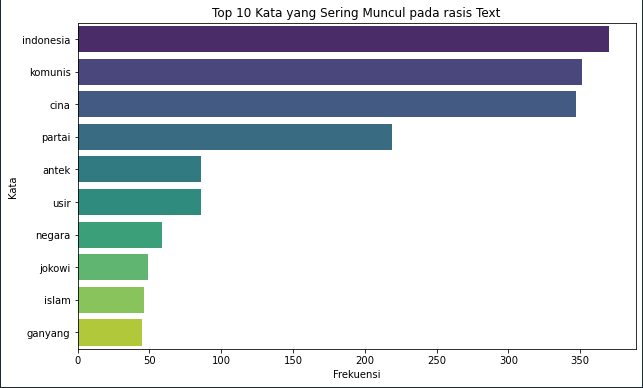 Top 10 Kata yang Sering Muncul pada rasis Text
indonesia
komunis
cina
partai
antek
usir
negara
jokowi
islam
ganyang
Kata
0 50 100 150 200 250 300 350
Frekuensi